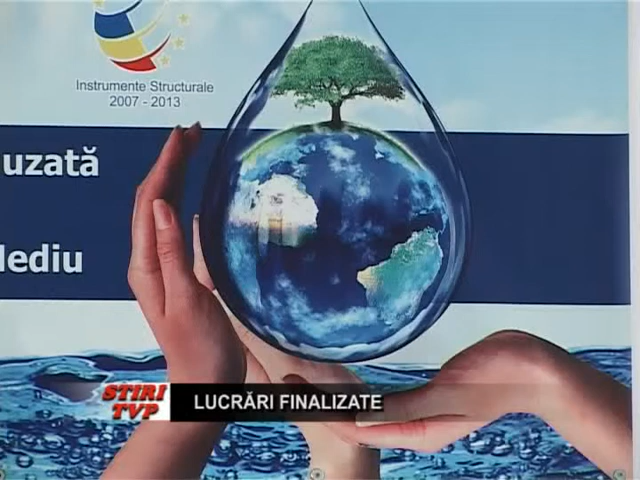 Instrumente Structurale
2007 - 2013
uzată
Mediu
STIRI
TVP
LUCRĂRI FINALIZATE